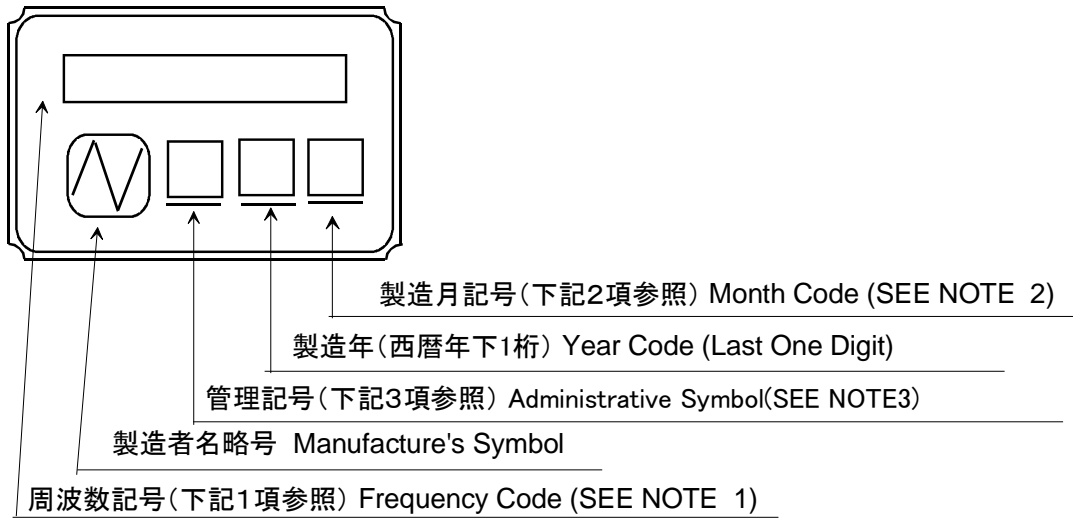 製造月記号(下記2項参照) Month Code (SEE NOTE 2)
製造年(西暦年下1桁) Year Code (Last One Digit)
管理記号(下記3項参照) Administrative Symbol(SEE NOTE3)
製造者名略号 Manufacture's Symbol
周波数記号(下記1項参照) Frequency Code (SEE NOTE 1)